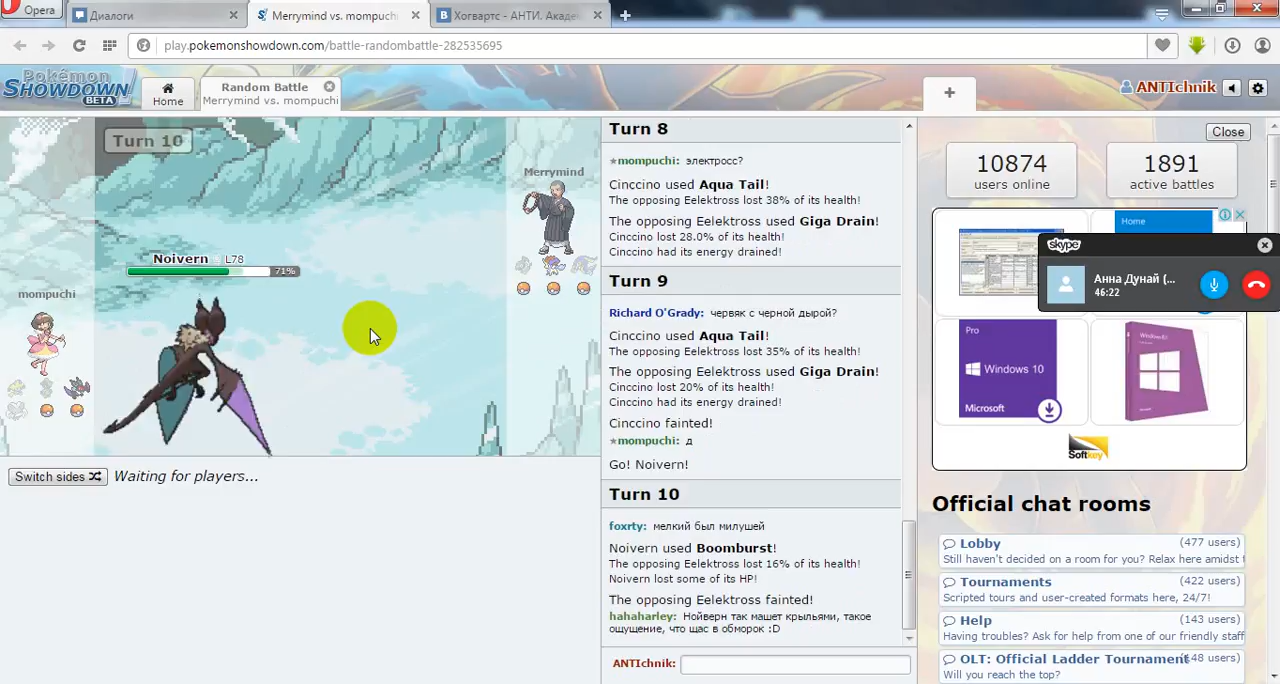 Opera
Диалоги
Merrymind vs. mompuch
Хогвартс - АНТИ. Акаде
play.pokemonshowdown.com/battle-randombattle-282535695
Pokémon
SHOWDOWN
BETA
Home
Random Battle
Merrymind vs. mompuchi
ANTIchnik
Turn 10
Merrymind
Noivern L78
71%
mompuchi
Switch sides
Waiting for players...
Turn 8
★mompuchi: электросс?
Cinccino used Aqua Tail!
The opposing Eelektross lost 38% of its health!
The opposing Eelektross used Giga Drain!
Cinccino lost 28.0% of its health!
Cinccino had its energy drained!
Turn 9
Richard O'Grady: червяк с черной дырой?
Cinccino used Aqua Tail!
The opposing Eelektross lost 35% of its health!
The opposing Eelektross used Giga Drain!
Cinccino lost 20% of its health!
Cinccino had its energy drained!
Cinccino fainted!
★mompuchi: д
Go! Noivern!
Turn 10
foxrty: мелкий был милушей
Noivern used Boomburst!
The opposing Eelektross lost 16% of its health!
Noivern lost some of its HP!
The opposing Eelektross fainted!
hahaharley: Нойверн так машет крыльями, такое
ощущение, что щас в обморок :D
ANTIchnik:
Close
10874
users online
1891
active battles
Home
skype
Анна Дунай (...
46:22
Pro
Windows 10
Microsoft
Softkey
Official chat rooms
Lobby (477 users)
Still haven't decided on a room for you? Relax here amidst t
Tournaments (422 users)
Scripted tours and user-created formats here, 24/7!
Help (143 users)
Having troubles? Ask for help from one of our friendly staff
OLT: Official Ladder Tournament (48 users)
Will you reach the top?